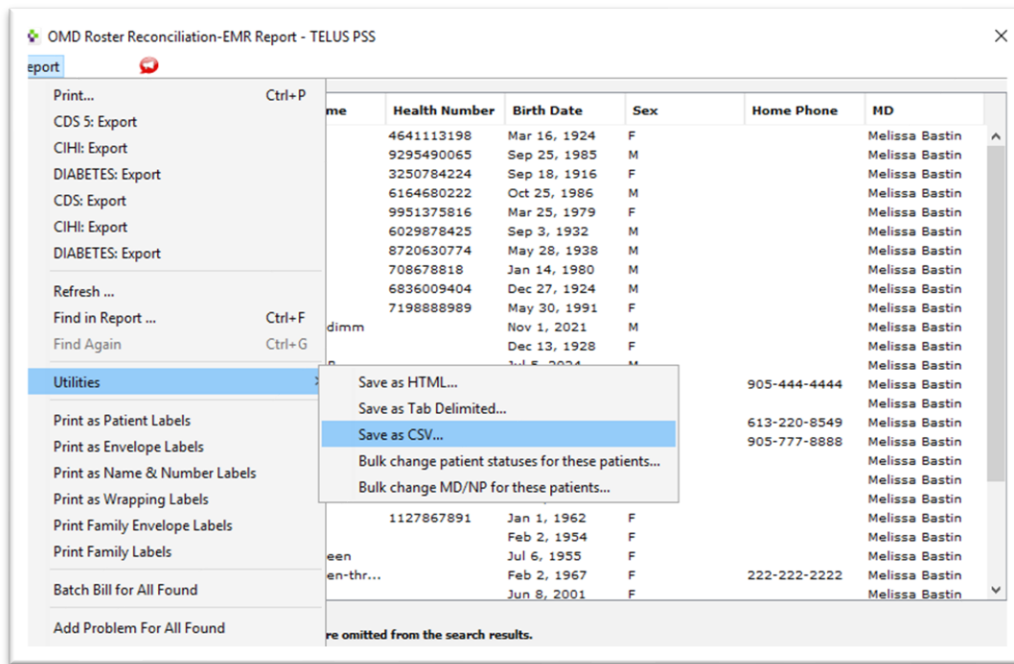 OMD Roster Reconciliation-EMR Report - TELUS PSS
eport
Print... Ctrl+P
CDS 5: Export
CIHI: Export
DIABETES: Export
CDS: Export
CIHI: Export
DIABETES: Export
Refresh ...
Find in Report ... Ctrl+F
Find Again Ctrl+G
Utilities
Print as Patient Labels
Print as Envelope Labels
Print as Name & Number Labels
Print as Wrapping Labels
Print Family Envelope Labels
Print Family Labels
Batch Bill for All Found
Add Problem For All Found
Save as HTML...
Save as Tab Delimited...
Save as CSV...
Bulk change patient statuses for these patients...
Bulk change MD/NP for these patients...
me Health Number Birth Date Sex Home Phone MD
4641113198 Mar 16, 1924 F Melissa Bastin
9295490065 Sep 25, 1985 M Melissa Bastin
3250784224 Sep 18, 1916 F Melissa Bastin
6164680222 Oct 25, 1986 M Melissa Bastin
9951375816 Mar 25, 1979 F Melissa Bastin
6029878425 Sep 3, 1932 M Melissa Bastin
8720630774 May 28, 1938 M Melissa Bastin
708678818 Jan 14, 1980 M Melissa Bastin
6836009404 Dec 27, 1924 M Melissa Bastin
7198888989 May 30, 1991 F Melissa Bastin
dimm Nov 1, 2021 M Melissa Bastin
Dec 13, 1928 F Melissa Bastin
Melissa Bastin
905-444-4444 Melissa Bastin
Melissa Bastin
613-220-8549 Melissa Bastin
905-777-8888 Melissa Bastin
Melissa Bastin
Melissa Bastin
Melissa Bastin
1127867891 Jan 1, 1962 F Melissa Bastin
Feb 2, 1954 F Melissa Bastin
een Jul 6, 1955 F Melissa Bastin
en-thr... Feb 2, 1967 F 222-222-2222 Melissa Bastin
Jun 8, 2001 F Melissa Bastin
re omitted from the search results.